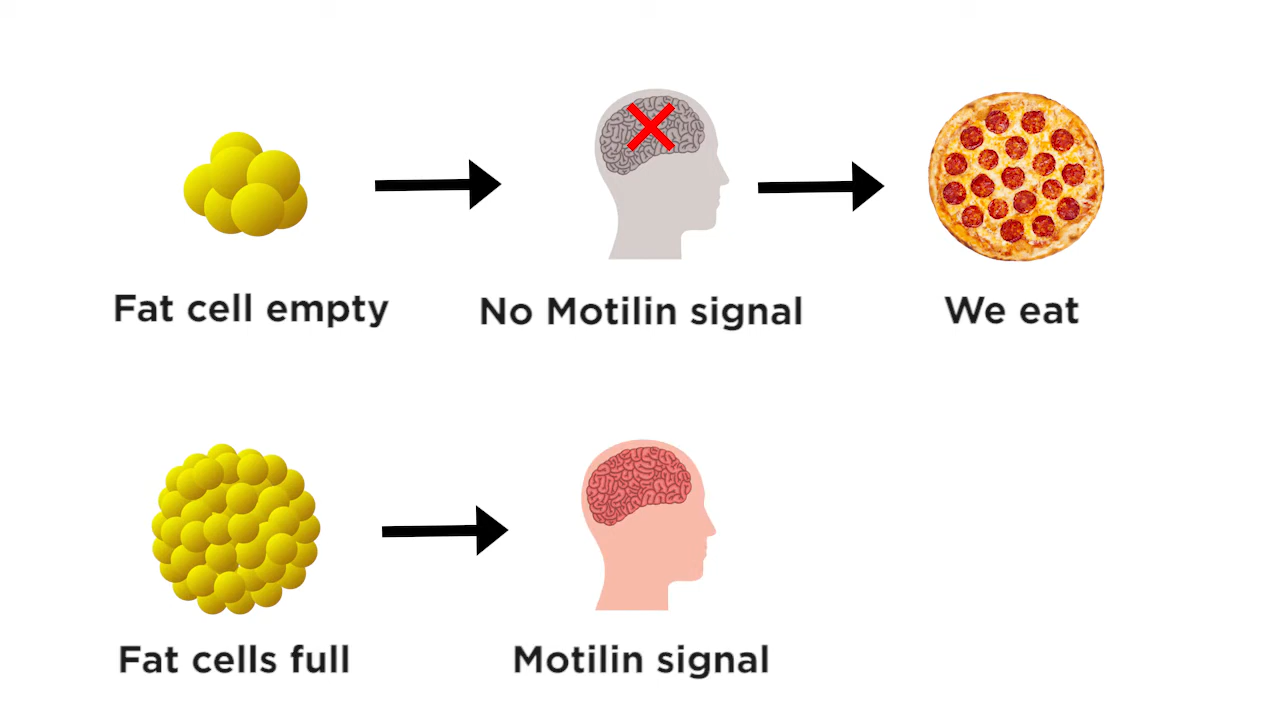 Fat cell empty
No Motilin signal
We eat
Fat cells full
Motilin signal